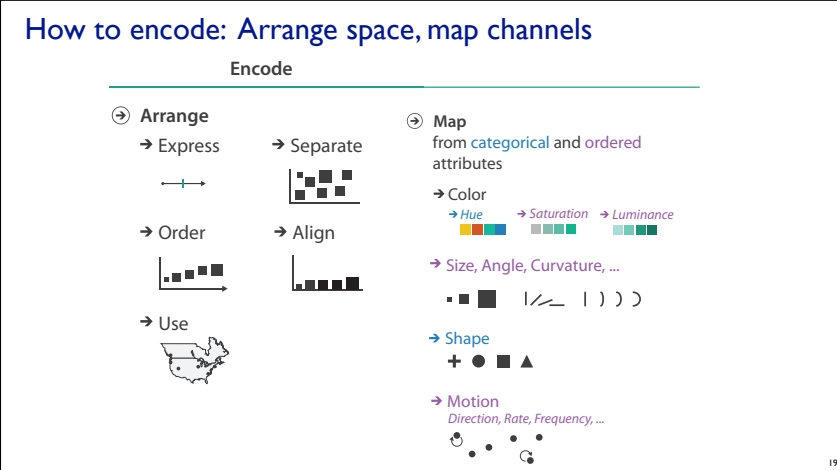 How to encode: Arrange space, map channels
Encode
Arrange
Express
Separate
Order
Align
Use
Map
from categorical and ordered
attributes
Color
Hue
Saturation
Luminance
Size, Angle, Curvature, ...
Shape
Motion
Direction, Rate, Frequency, ...
19